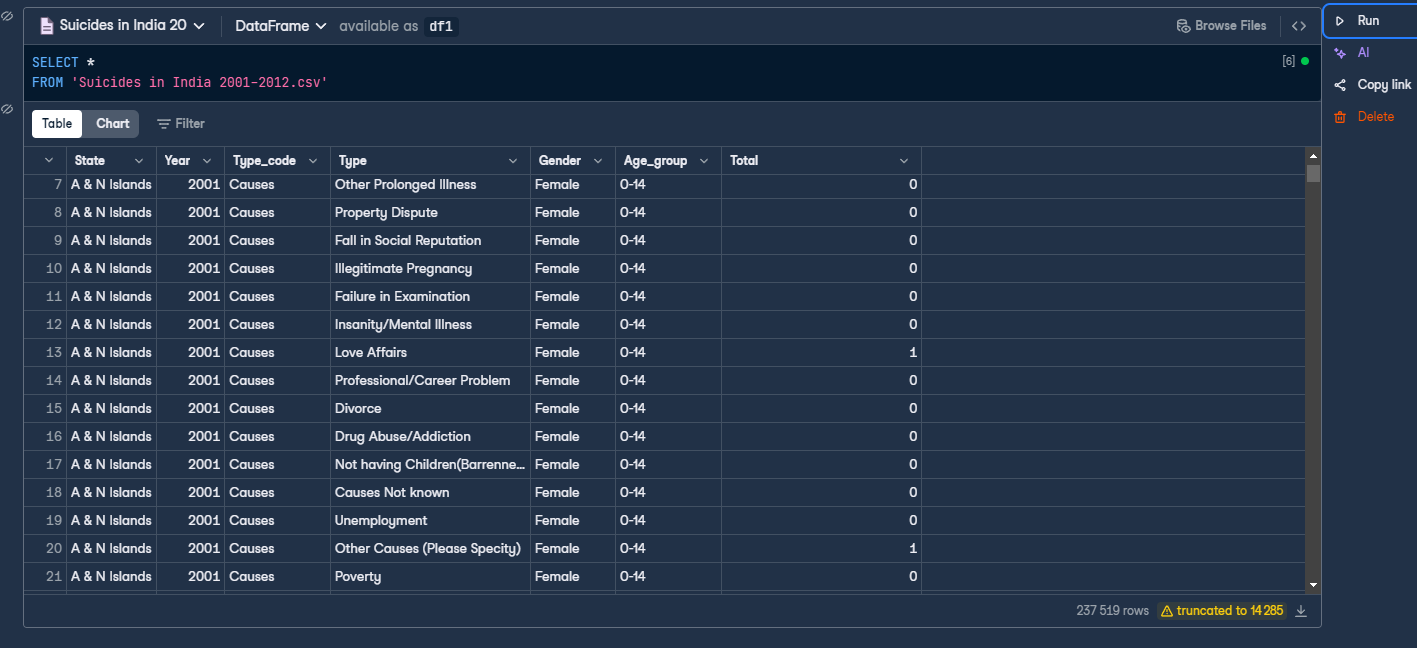 Suicides in India 20 DataFrame available as df1 Browse Files <> Run
SELECT * [6] AI
FROM 'Suicides in India 2001-2012.csv' Copy link
Delete
Table Chart Filter
State Year Type_code Type Gender Age_group Total
7 A & N Islands 2001 Causes Other Prolonged Illness Female 0-14 0
8 A & N Islands 2001 Causes Property Dispute Female 0-14 0
9 A & N Islands 2001 Causes Fall in Social Reputation Female 0-14 0
10 A & N Islands 2001 Causes Illegitimate Pregnancy Female 0-14 0
11 A & N Islands 2001 Causes Failure in Examination Female 0-14 0
12 A & N Islands 2001 Causes Insanity/Mental Illness Female 0-14 0
13 A & N Islands 2001 Causes Love Affairs Female 0-14 1
14 A & N Islands 2001 Causes Professional/Career Problem Female 0-14 0
15 A & N Islands 2001 Causes Divorce Female 0-14 0
16 A & N Islands 2001 Causes Drug Abuse/Addiction Female 0-14 0
17 A & N Islands 2001 Causes Not having Children(Barrenne... Female 0-14 0
18 A & N Islands 2001 Causes Causes Not known Female 0-14 0
19 A & N Islands 2001 Causes Unemployment Female 0-14 0
20 A & N Islands 2001 Causes Other Causes (Please Specity) Female 0-14 1
21 A & N Islands 2001 Causes Poverty Female 0-14 0
237 519 rows truncated to 14 285